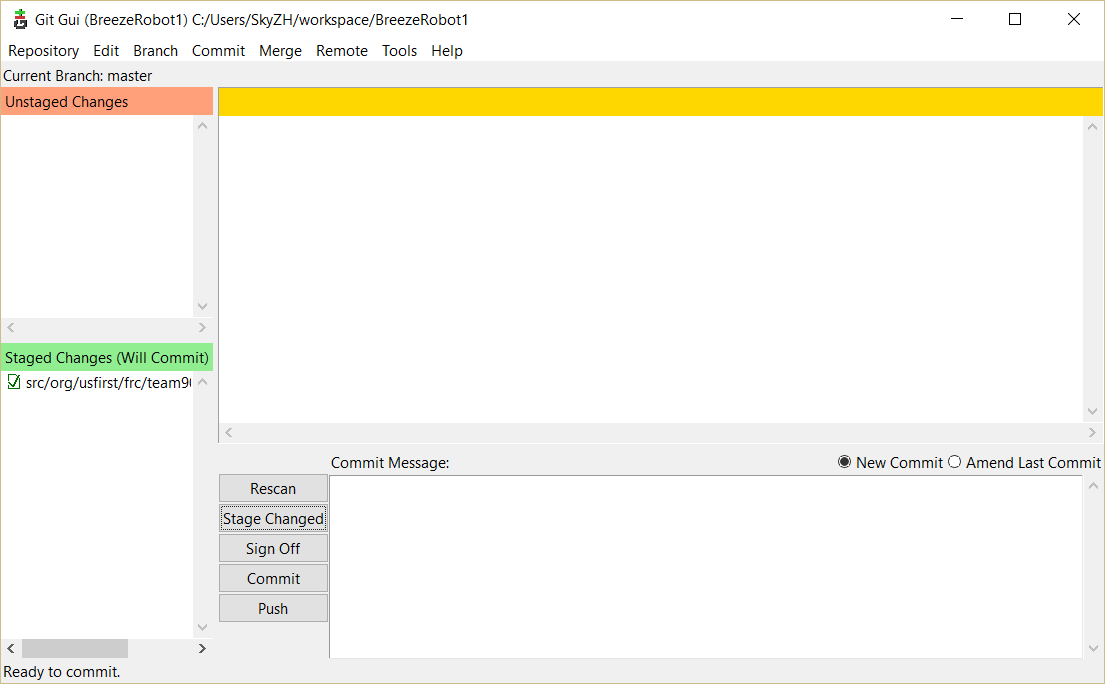 Git Gui (BreezeRobot1) C:/Users/SkyZH/workspace/BreezeRobot1
Repository Edit Branch Commit Merge Remote Tools Help
Current Branch: master
Unstaged Changes
Staged Changes (Will Commit)
src/org/usfirst/frc/team90
Commit Message:
New Commit Amend Last Commit
Rescan
Stage Changed
Sign Off
Commit
Push
Ready to commit.